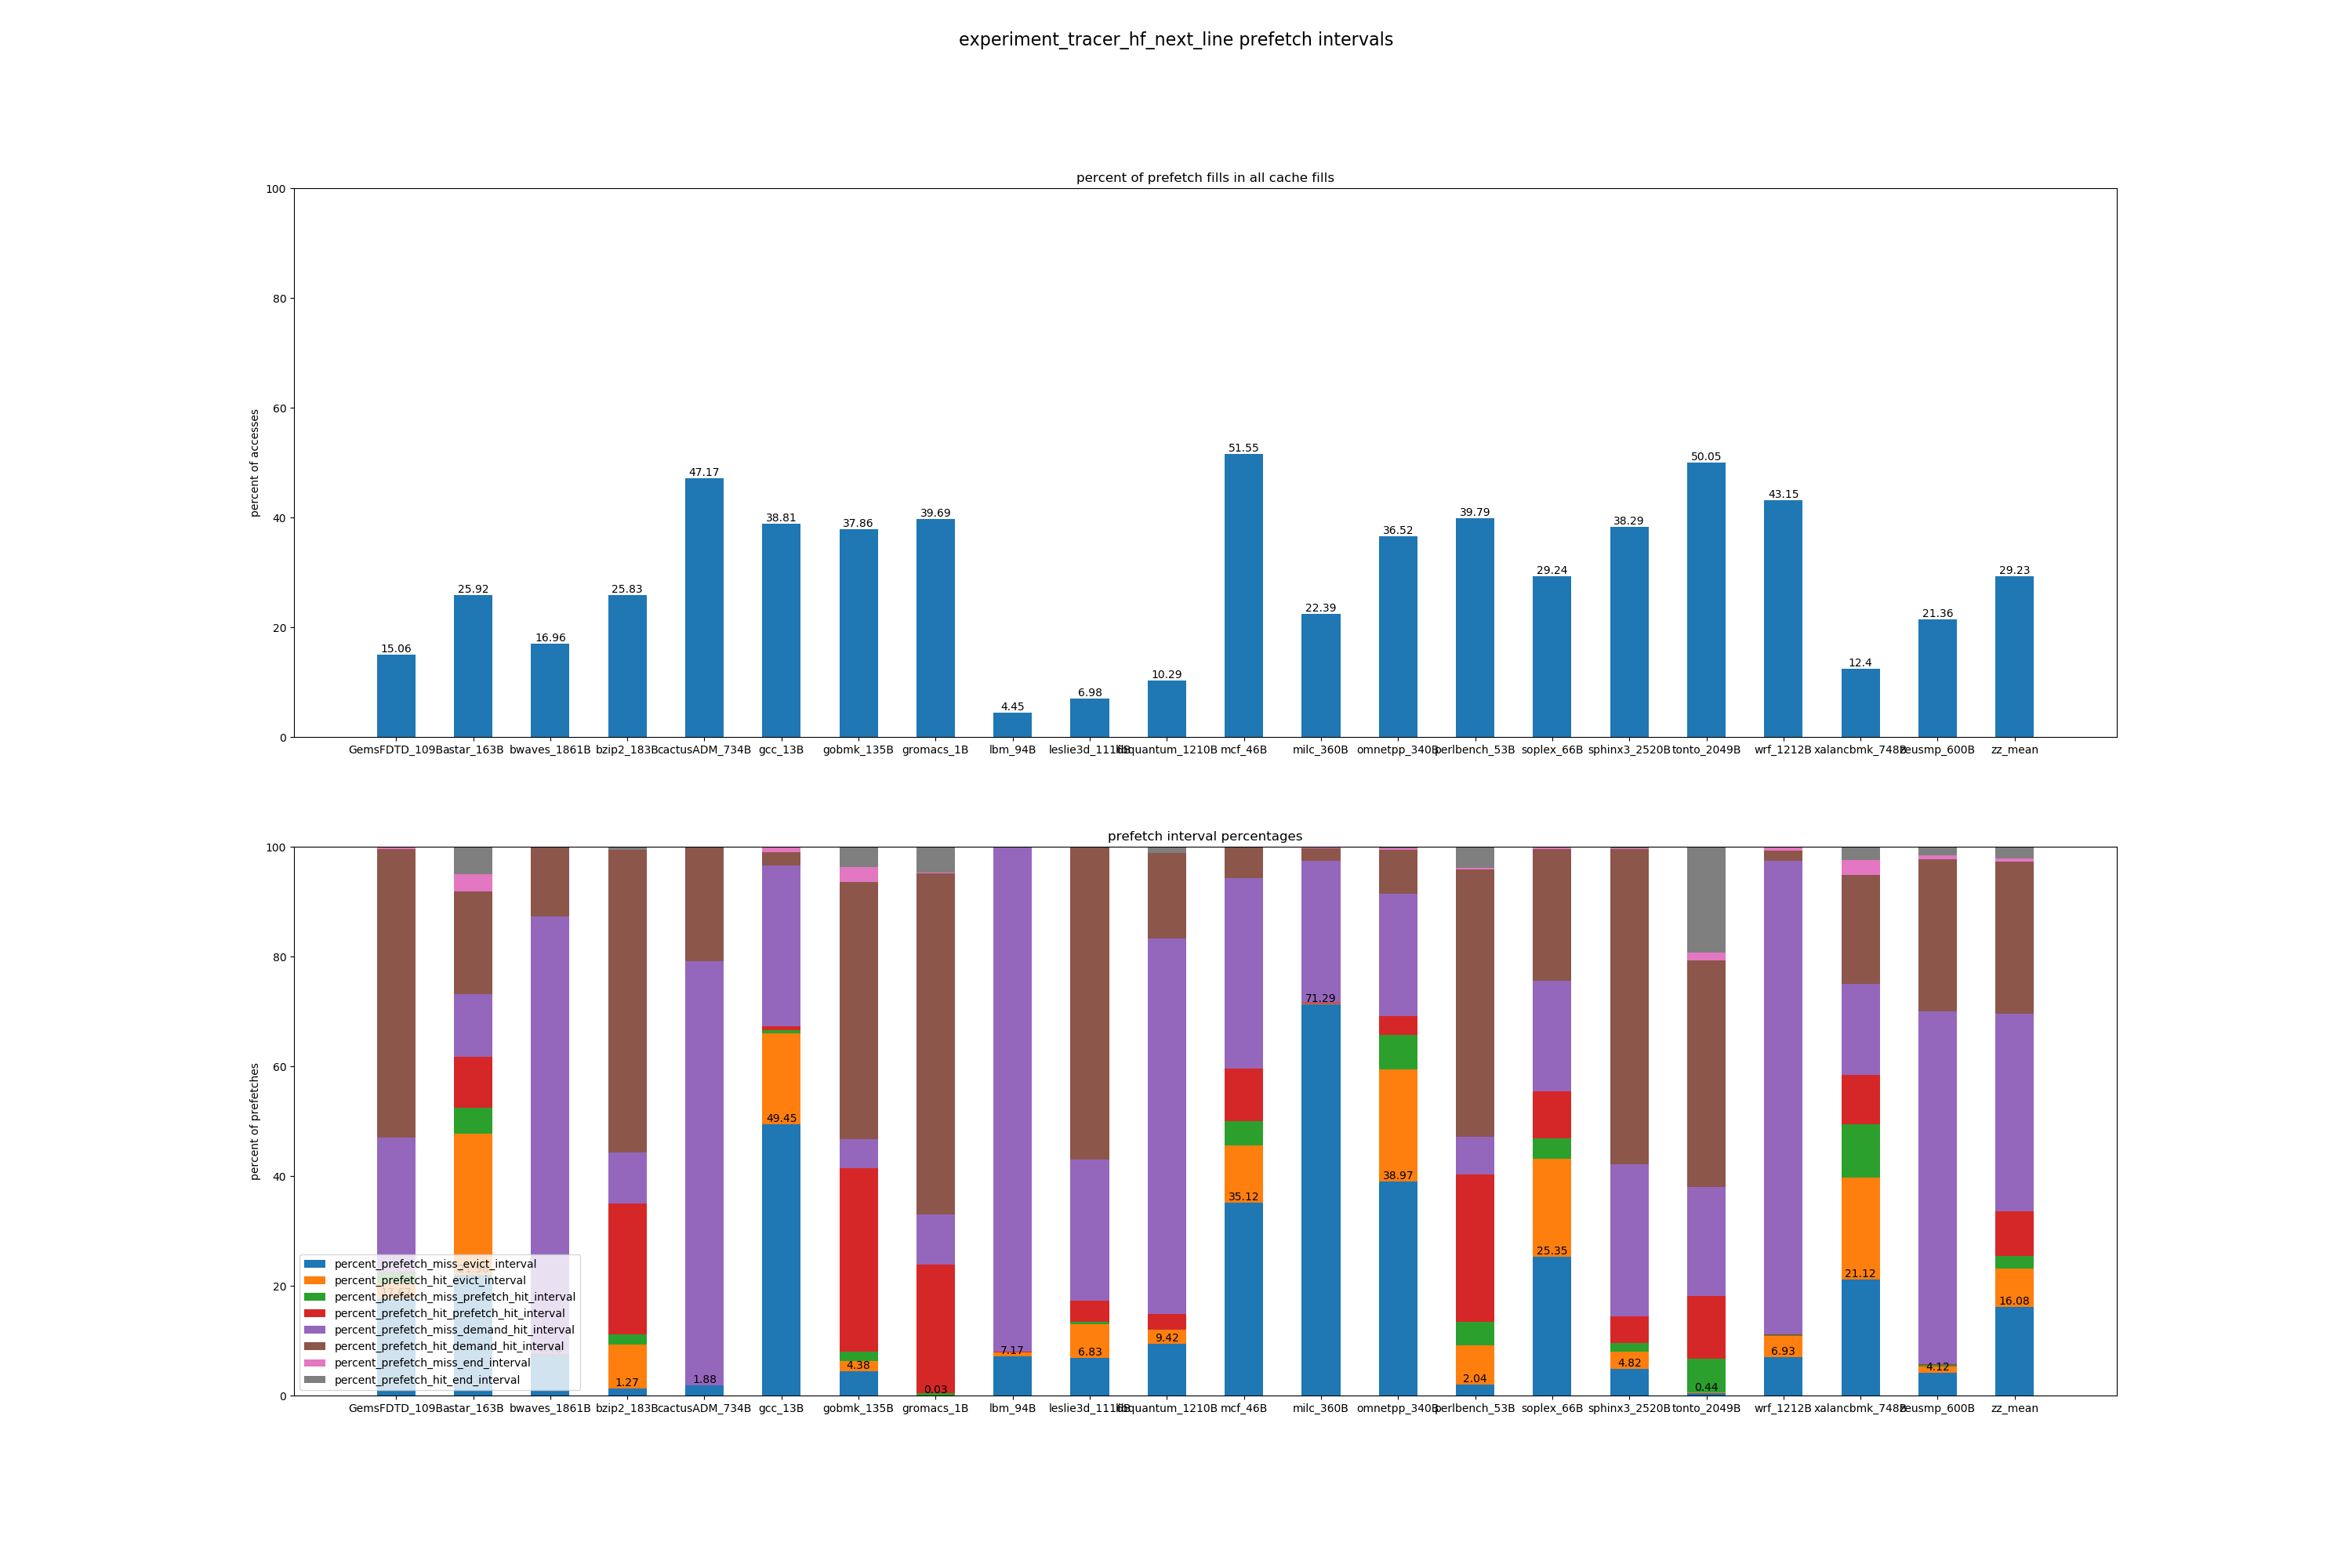 experiment_tracer_hf_next_line prefetch intervals
percent of prefetch fills in all cache fills
percent of accesses
100
80
60
40
20
0
15.06 25.92 16.96 25.83 47.17 38.81 37.86 39.69 4.45 6.98 10.29 51.55 22.39 36.52 39.79 29.24 38.29 50.05 43.15 12.4 21.36 29.23
GemsFDTD_109B astar_163B bwaves_1861B bzip2_183B cactusADM_734B gcc_13B gobmk_135B gromacs_1B lbm_94B mcf_46B milc_360B omnetpp_340B perlbench_53B soplex_66B sphinx3_2520B tonto_2049B wrf_1212B xalancbmk_748B zeusmp_600B zz_mean
prefetch interval percentages
percent of prefetches
100
80
60
40
20
0
1.27 1.88 49.45 4.38 0.03 7.17 6.83 9.42 35.12 71.29 38.97 2.04 25.35 4.82 0.44 6.93 21.12 4.12 16.08
percent_prefetch_miss_evict_interval
percent_prefetch_hit_evict_interval
percent_prefetch_miss_prefetch_hit_interval
percent_prefetch_hit_prefetch_hit_interval
percent_prefetch_miss_demand_hit_interval
percent_prefetch_hit_demand_hit_interval
percent_prefetch_miss_end_interval
percent_prefetch_hit_end_interval
GemsFDTD_109B astar_163B bwaves_1861B bzip2_183B cactusADM_734B gcc_13B gobmk_135B gromacs_1B lbm_94B mcf_46B milc_360B omnetpp_340B perlbench_53B soplex_66B sphinx3_2520B tonto_2049B wrf_1212B xalancbmk_748B zeusmp_600B zz_mean